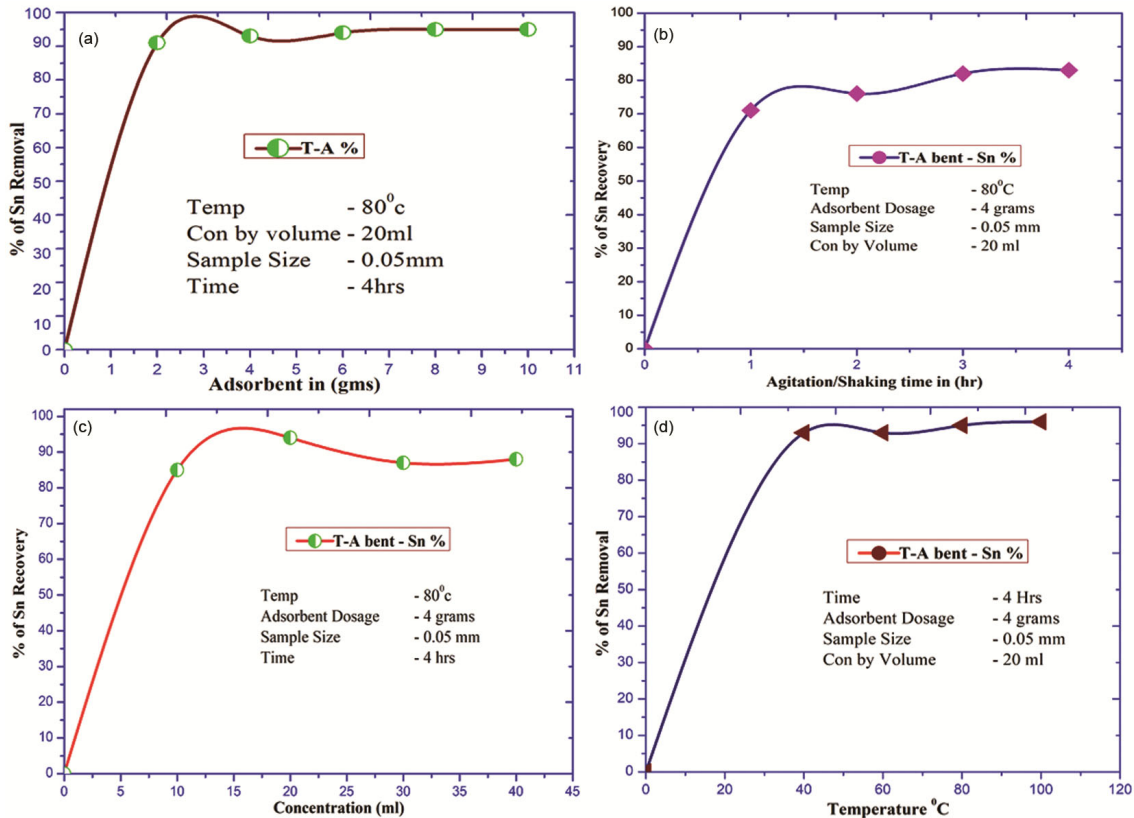 (a)
% of Sn Removal
100
90
80
70
60
50
40
30
20
10
0
T-A %
Temp - 80⁰c
Con by volume - 20ml
Sample Size - 0.05mm
Time - 4hrs
0 1 2 3 4 5 6 7 8 9 10 11
Adsorbent in (gms)
(b)
% of Sn Recovery
100
90
80
70
60
50
40
30
20
10
0
T-A bent - Sn %
Temp - 80⁰C
Adsorbent Dosage - 4 grams
Sample Size - 0.05 mm
Con by Volume - 20 ml
0 1 2 3 4
Agitation/Shaking time in (hr)
(c)
% of Sn Recovery
100
90
80
70
60
50
40
30
20
10
0
T-A bent - Sn %
Temp - 80⁰c
Adsorbent Dosage - 4 grams
Sample Size - 0.05 mm
Time - 4 hrs
0 5 10 15 20 25 30 35 40 45
Concentration (ml)
(d)
% of Sn Removal
100
90
80
70
60
50
40
30
20
10
0
T-A bent - Sn %
Time - 4 Hrs
Adsorbent Dosage - 4 grams
Sample Size - 0.05 mm
Con by Volume - 20 ml
0 20 40 60 80 100 120
Temperature ⁰C